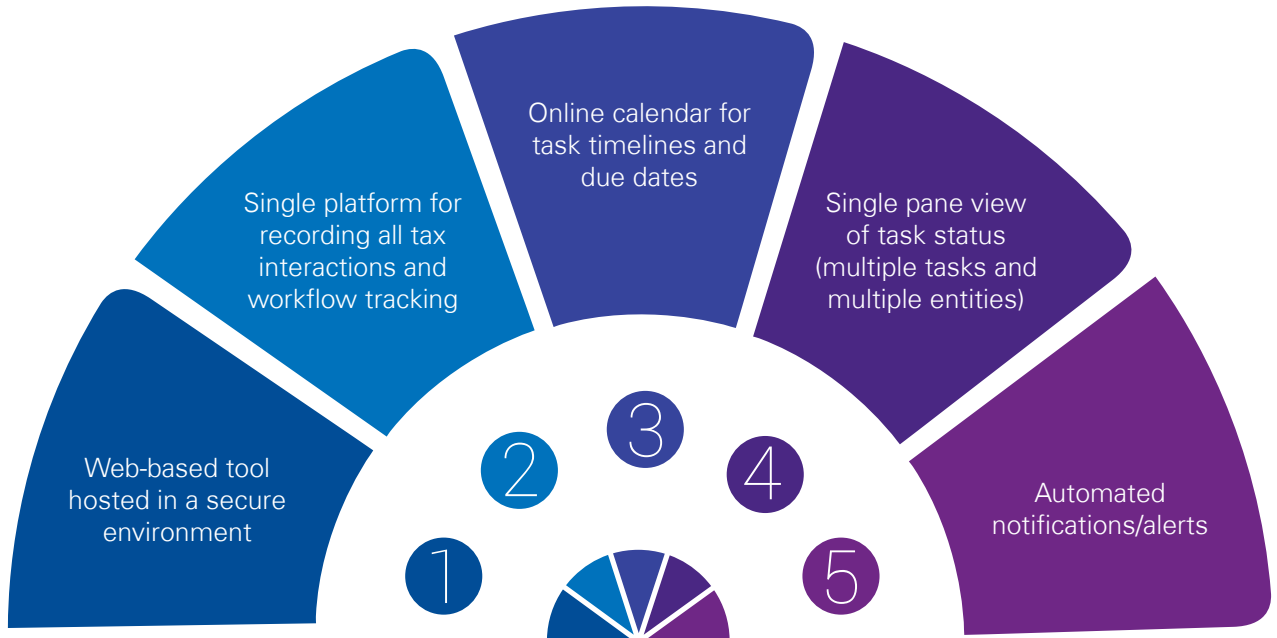 Web-based tool
hosted in a secure
environment
Single platform for
recording all tax
interactions and
workflow tracking
Online calendar for
task timelines and
due dates
Single pane view
of task status
(multiple tasks and
multiple entities)
Automated
notifications/alerts
1
2
3
4
5